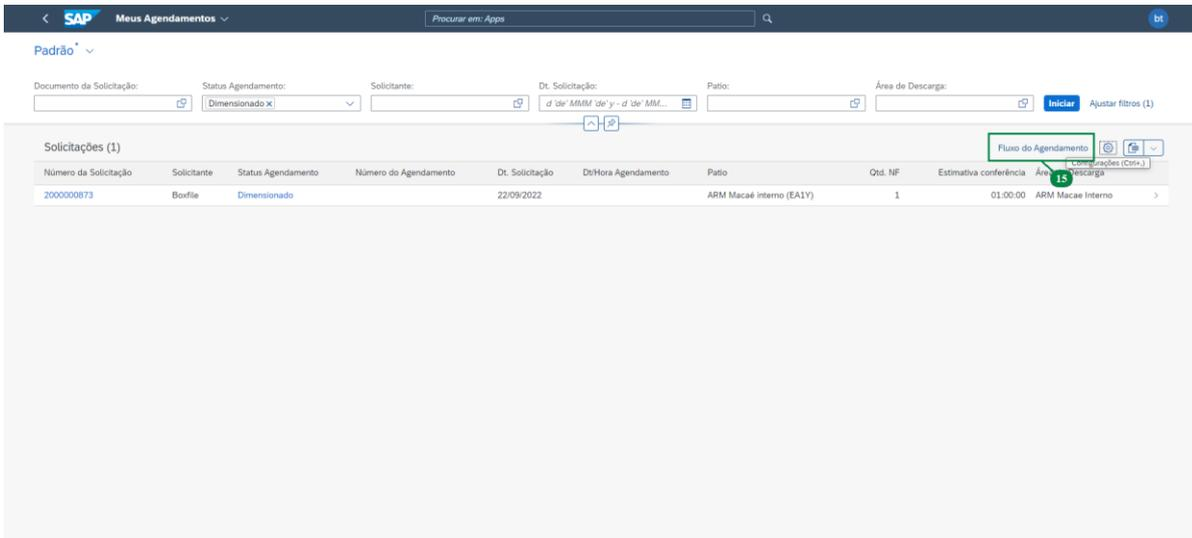 SAP Meus Agendamentos Procurar em: Apps bt
Padrão*
Documento da Solicitação: Status Agendamento: Solicitante: Dt. Solicitação: Patio: Área de Descarga:
Dimensionado d 'de' MMM 'de' y - d 'de' MM... Iniciar Ajustar filtros (1)
Solicitações (1) Fluxo do Agendamento
Configurações (Ctrl+,)
Número da Solicitação Solicitante Status Agendamento Número do Agendamento Dt. Solicitação Dt/Hora Agendamento Patio Qtd. NF Estimativa conferência Descarga
15
2000000873 Boxfile Dimensionado 22/09/2022 ARM Macaé interno (EA1Y) 1 01:00:00 ARM Macae Interno